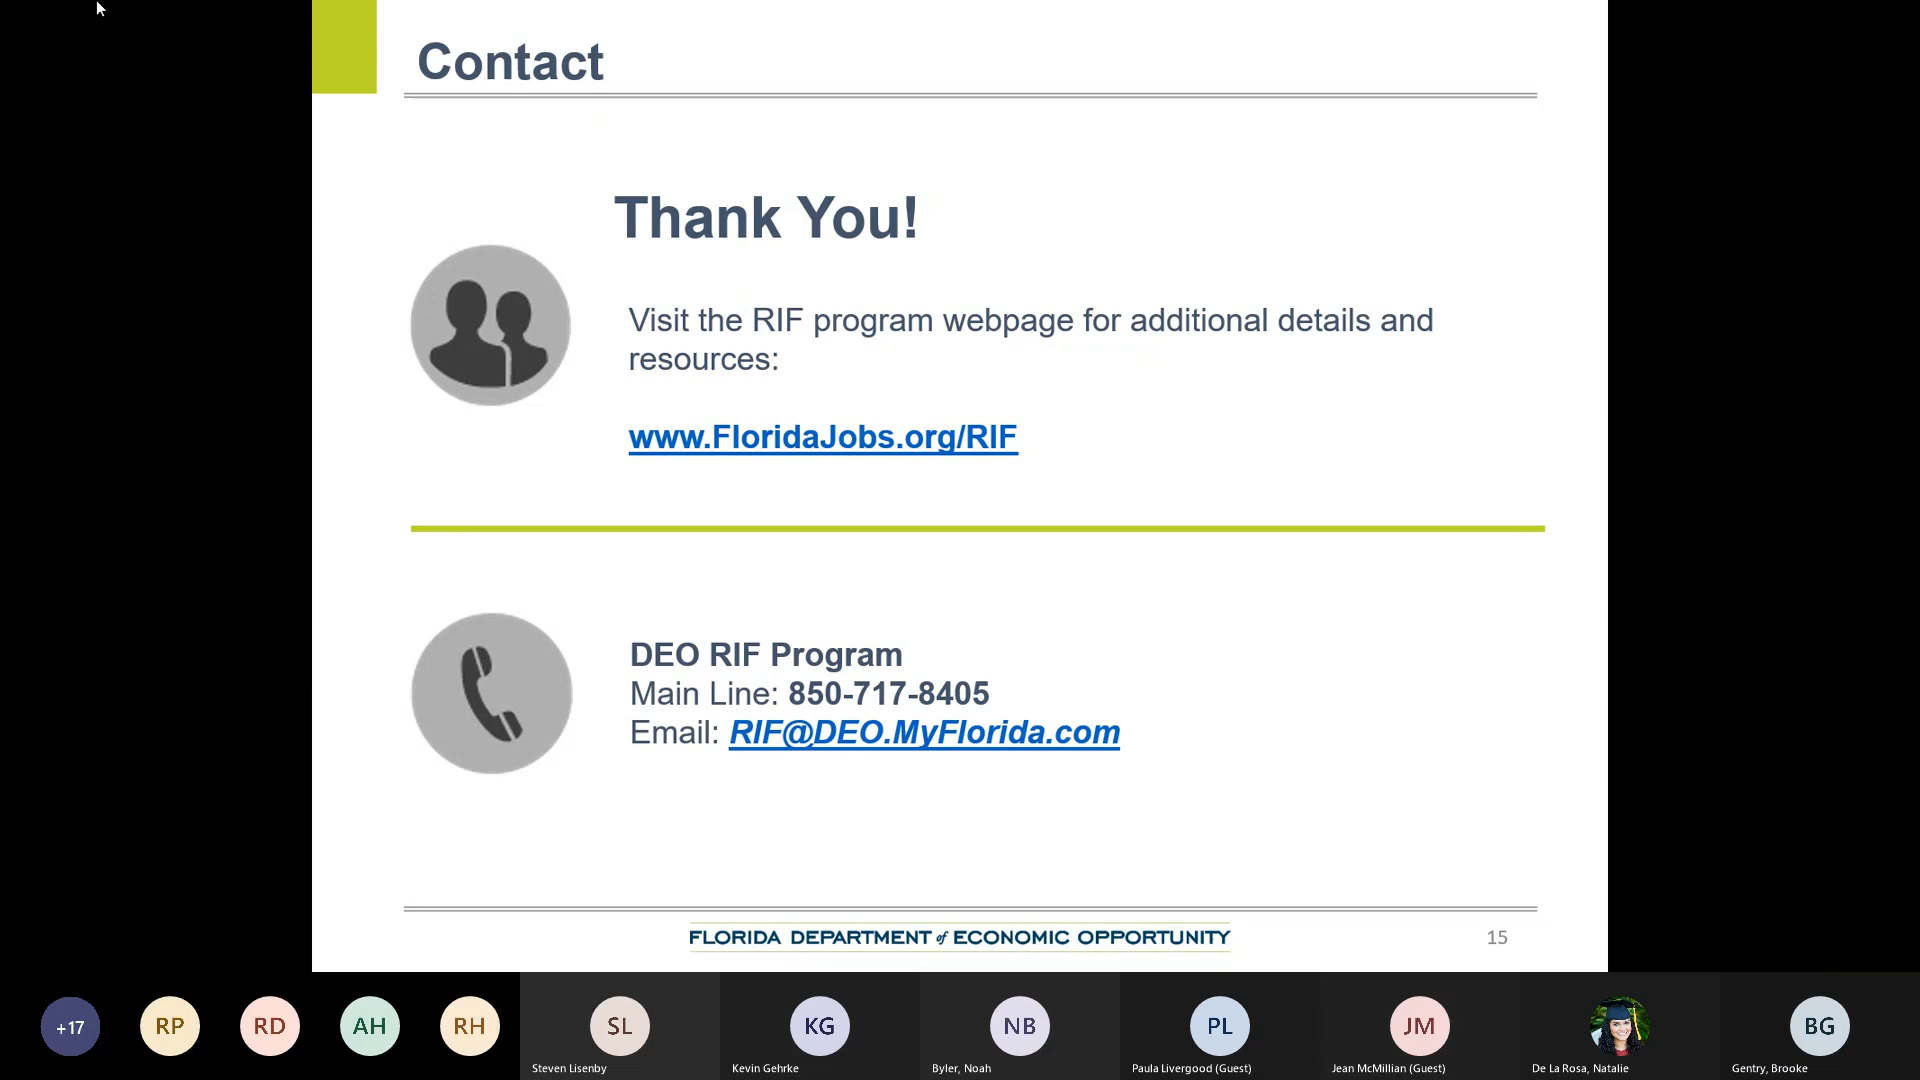 Contact
Thank You!
Visit the RIF program webpage for additional details and
resources:
www.FloridaJobs.org/RIF
DEO RIF Program
Main Line: 850-717-8405
Email: RIF@DEO.MyFlorida.com
FLORIDA DEPARTMENT of ECONOMIC OPPORTUNITY
15
+17
RP
RD
AH
RH
SL
KG
NB
PL
JM
BG
Steven Lisenby
Kevin Gehrke
Byler, Noah
Paula Livergood (Guest)
Jean McMillian (Guest)
De La Rosa, Natalie
Gentry, Brooke